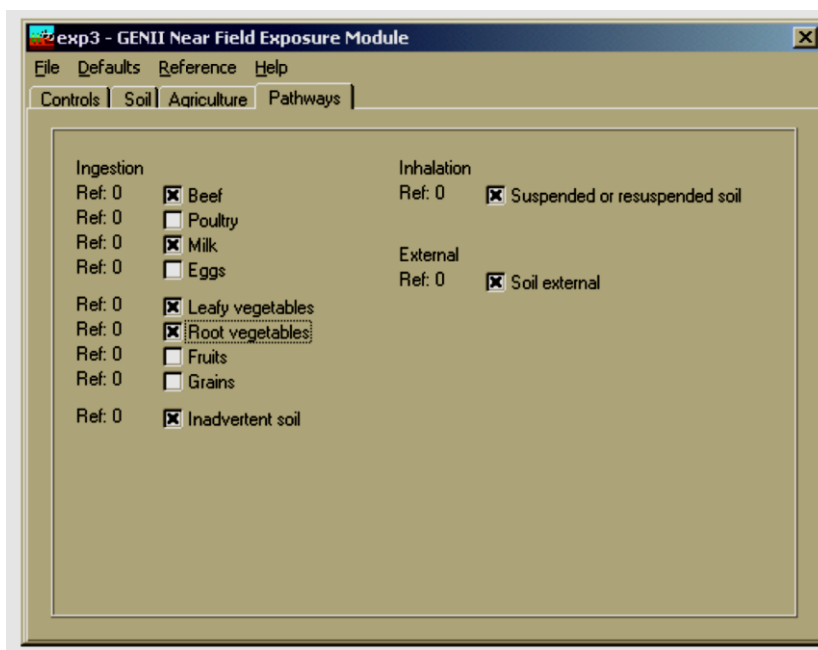 exp3 - GENII Near Field Exposure Module
File Defaults Reference Help
Controls Soil Agriculture Pathways
Ingestion
Ref: 0 Beef
Ref: 0 Poultry
Ref: 0 Milk
Ref: 0 Eggs
Ref: 0 Leafy vegetables
Ref: 0 Root vegetables
Ref: 0 Fruits
Ref: 0 Grains
Ref: 0 Inadvertent soil
Inhalation
Ref: 0 Suspended or resuspended soil
External
Ref: 0 Soil external